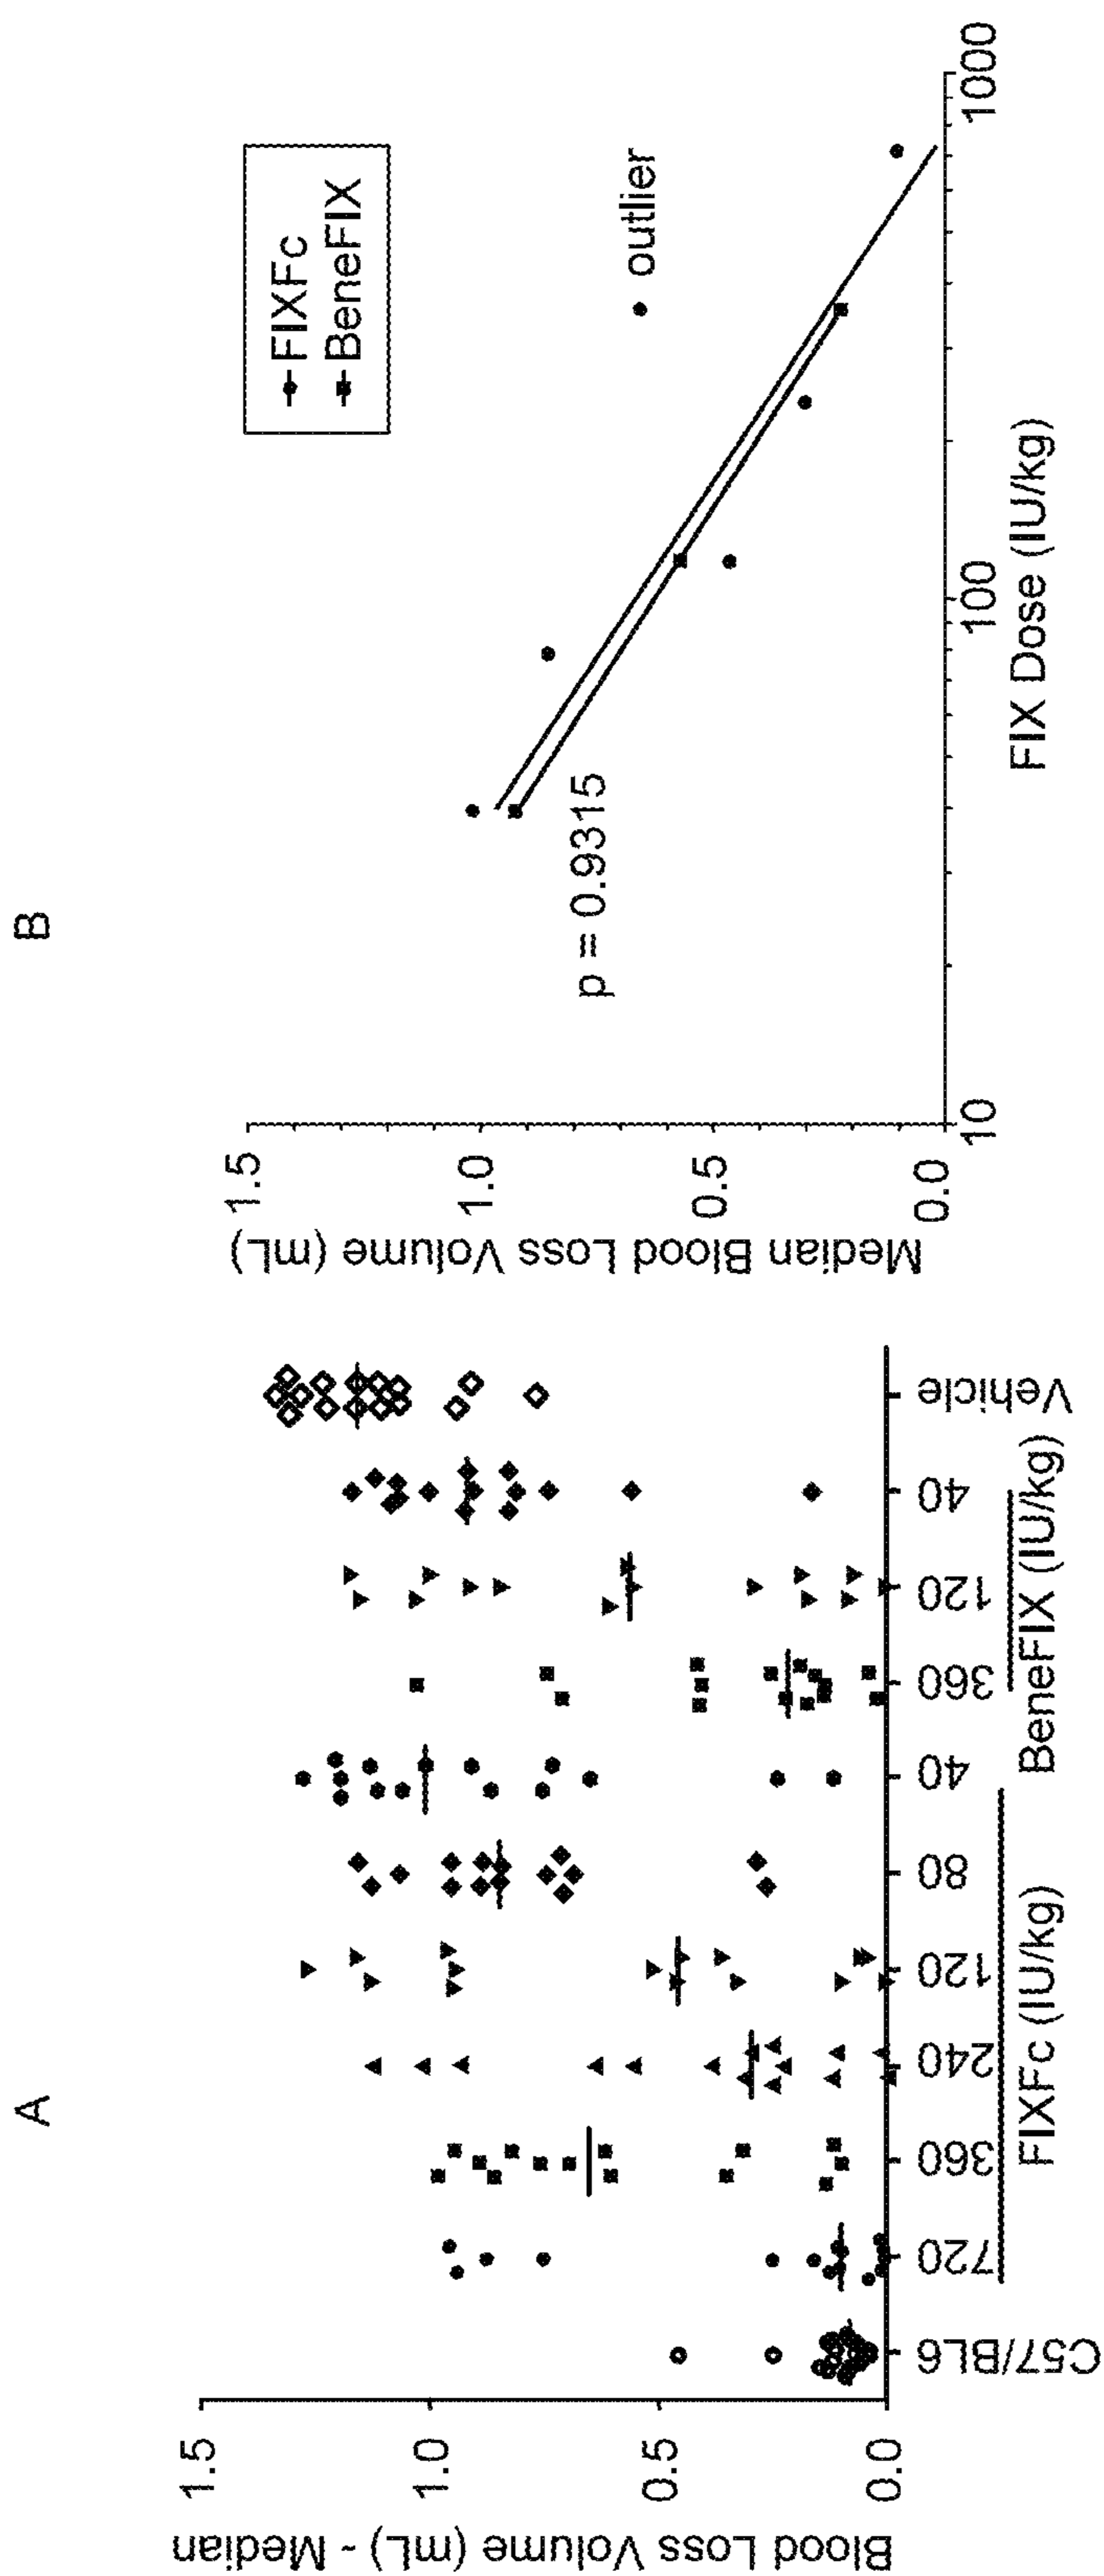 A
Blood Loss Volume (mL) - Median
1.5
1.0
0.5
0.0
C57/BL6
720
360
240
120
80
40
360
120
40
Vehicle
FIXFc (IU/kg)
BeneFIX (IU/kg)
B
Median Blood Loss Volume (mL)
1.5
1.0
0.5
0.0
10
100
1000
FIX Dose (IU/kg)
p = 0.9315
outlier
FIXFc
BeneFIX